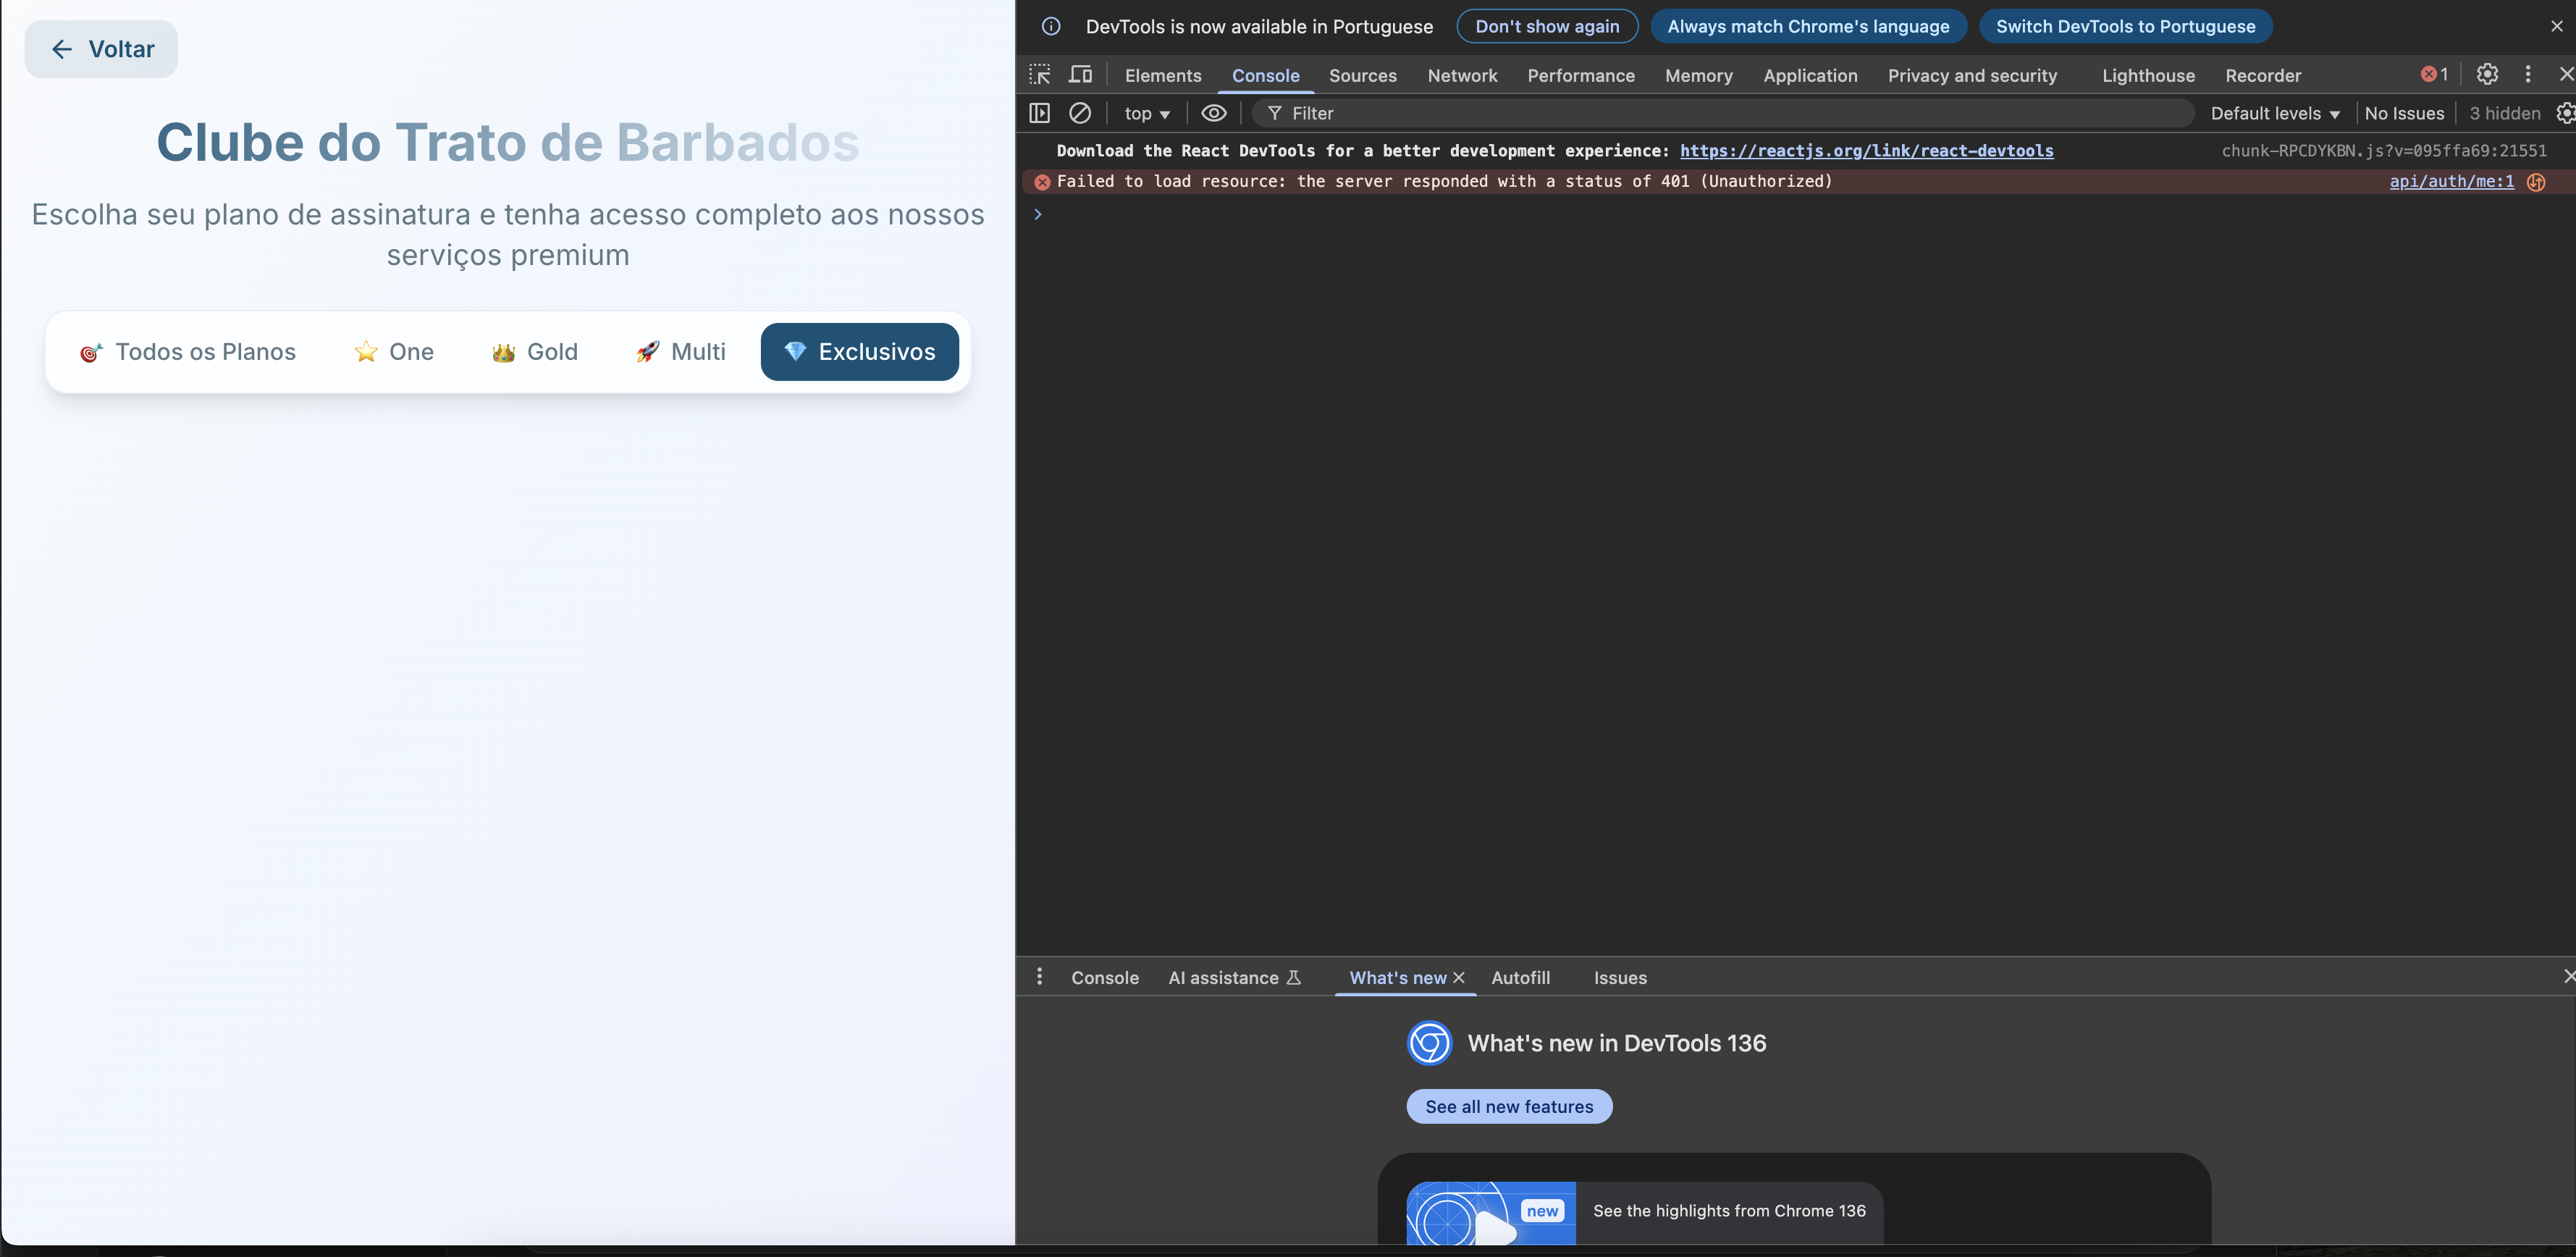 Voltar
Clube do Trato de Barbados
Escolha seu plano de assinatura e tenha acesso completo aos nossos
serviços premium
Todos os Planos
One
Gold
Multi
Exclusivos
DevTools is now available in Portuguese
Don't show again
Always match Chrome's language
Switch DevTools to Portuguese
Elements
Console
Sources
Network
Performance
Memory
Application
Privacy and security
Lighthouse
Recorder
1
top
Filter
Default levels
No Issues
3 hidden
Download the React DevTools for a better development experience: https://reactjs.org/link/react-devtools
chunk-RPCDYKBN.js?v=095ffa69:21551
Failed to load resource: the server responded with a status of 401 (Unauthorized)
api/auth/me:1
Console
AI assistance
What's new
Autofill
Issues
What's new in DevTools 136
See all new features
new
See the highlights from Chrome 136